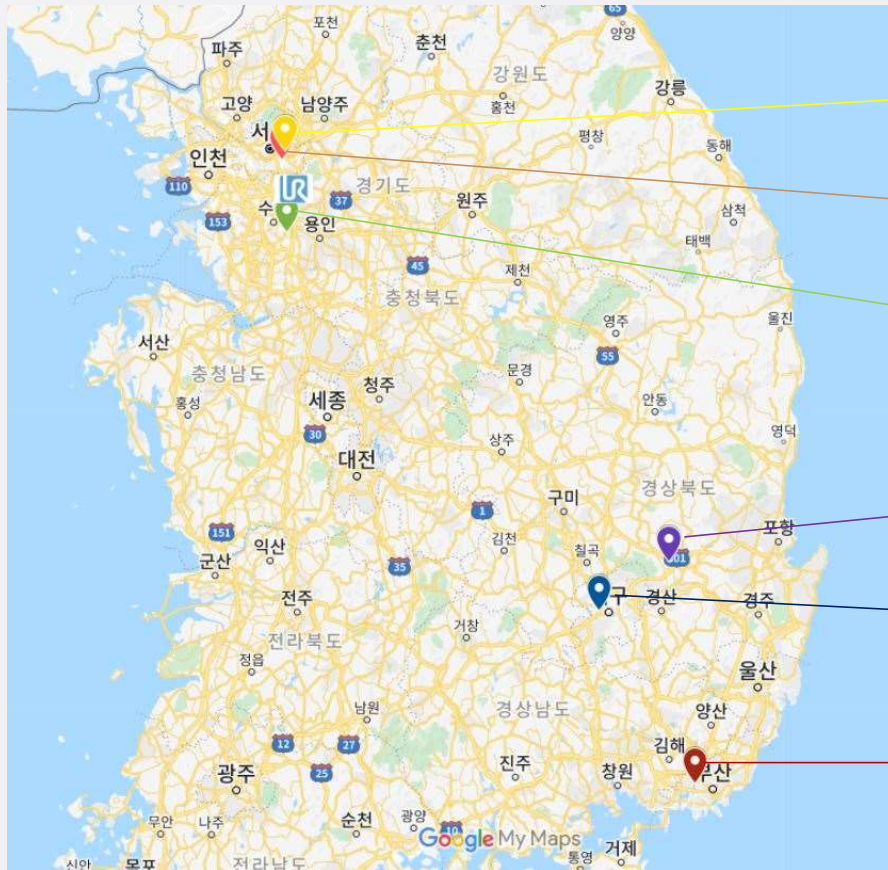 65
포천
양양
춘천
파주
강원도
강릉
고양
남양주
홍천
서
평창
동해
인천
110
경기도
UR
37
원주
153
수
용인
삼척
태백
45
제천
충청북도
울진
영주
서산
55
문경
충청남도
청주
안동
홍성
세종
영덕
30
상주
대전
경상북도
구미
1
151
김천
포항
익산
칠곡
군산
35
01
구
경산
전주
경주
거창
전라북도
정읍
울산
남원
경상남도
양산
12
27
김해
25
진주
창원
부산
광주
광양
순천
무안
나주
10
Google My Maps
거제
신안
목포
전라남도
통영